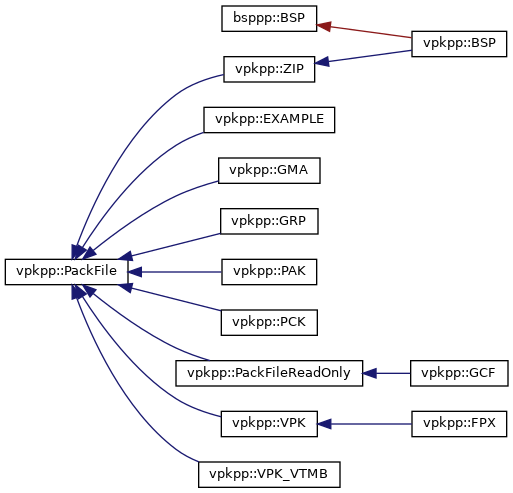 bsppp::BSP
vpkpp::BSP
vpkpp::ZIP
vpkpp::EXAMPLE
vpkpp::GMA
vpkpp::GRP
vpkpp::PackFile
vpkpp::PAK
vpkpp::PCK
vpkpp::PackFileReadOnly
vpkpp::GCF
vpkpp::VPK
vpkpp::FPX
vpkpp::VPK_VTMB